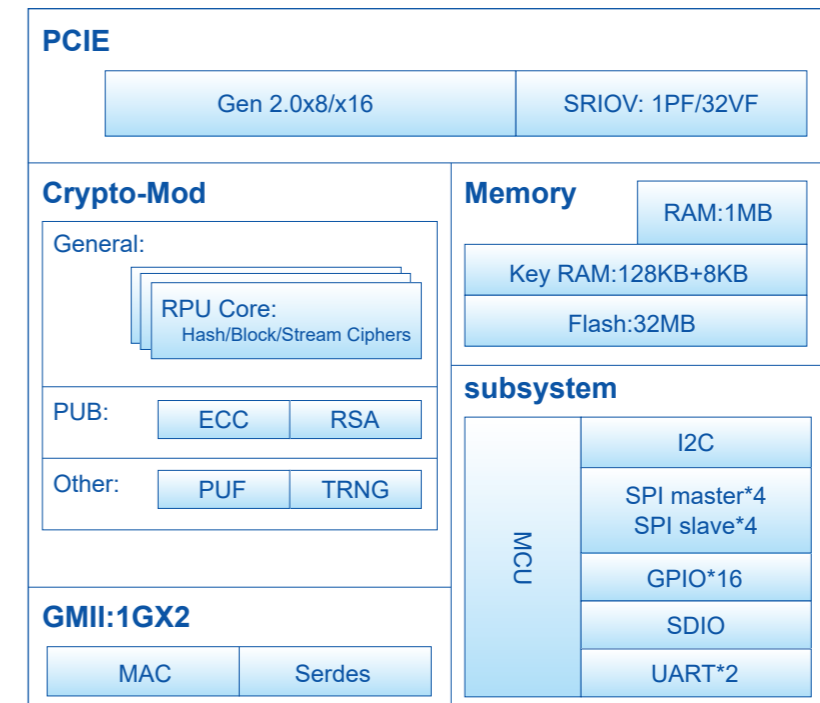 PCIE
Gen 2.0x8/x16
SRIOV: 1PF/32VF
Crypto-Mod
General:
RPU Core:
Hash/Block/Stream Ciphers
PUB:
ECC
RSA
Other:
PUF
TRNG
GMII:1GX2
MAC
Serdes
Memory
RAM:1MB
Key RAM:128KB+8KB
Flash:32MB
subsystem
MCU
I2C
SPI master*4
SPI slave*4
GPIO*16
SDIO
UART*2